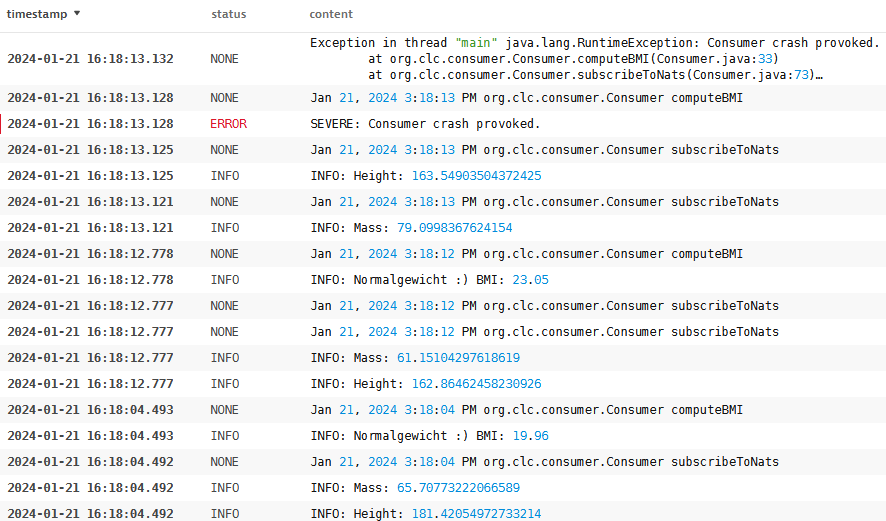 timestamp ▼ status content
Exception in thread "main" java.lang.RuntimeException: Consumer crash provoked.
2024-01-21 16:18:13.132 NONE at org.clc.consumer.Consumer.computeBMI(Consumer.java:33)
at org.clc.consumer.Consumer.subscribeToNats(Consumer.java:73)…
2024-01-21 16:18:13.128 NONE Jan 21, 2024 3:18:13 PM org.clc.consumer.Consumer computeBMI
2024-01-21 16:18:13.128 ERROR SEVERE: Consumer crash provoked.
2024-01-21 16:18:13.125 NONE Jan 21, 2024 3:18:13 PM org.clc.consumer.Consumer subscribeToNats
2024-01-21 16:18:13.125 INFO INFO: Height: 163.54903504372425
2024-01-21 16:18:13.121 NONE Jan 21, 2024 3:18:13 PM org.clc.consumer.Consumer subscribeToNats
2024-01-21 16:18:13.121 INFO INFO: Mass: 79.0998367624154
2024-01-21 16:18:12.778 NONE Jan 21, 2024 3:18:12 PM org.clc.consumer.Consumer computeBMI
2024-01-21 16:18:12.778 INFO INFO: Normalgewicht :) BMI: 23.05
2024-01-21 16:18:12.777 NONE Jan 21, 2024 3:18:12 PM org.clc.consumer.Consumer subscribeToNats
2024-01-21 16:18:12.777 NONE Jan 21, 2024 3:18:12 PM org.clc.consumer.Consumer subscribeToNats
2024-01-21 16:18:12.777 INFO INFO: Mass: 61.15104297618619
2024-01-21 16:18:12.777 INFO INFO: Height: 162.86462458230926
2024-01-21 16:18:04.493 NONE Jan 21, 2024 3:18:04 PM org.clc.consumer.Consumer computeBMI
2024-01-21 16:18:04.493 INFO INFO: Normalgewicht :) BMI: 19.96
2024-01-21 16:18:04.492 NONE Jan 21, 2024 3:18:04 PM org.clc.consumer.Consumer subscribeToNats
2024-01-21 16:18:04.492 INFO INFO: Mass: 65.70773222066589
2024-01-21 16:18:04.492 INFO INFO: Height: 181.42054972733214